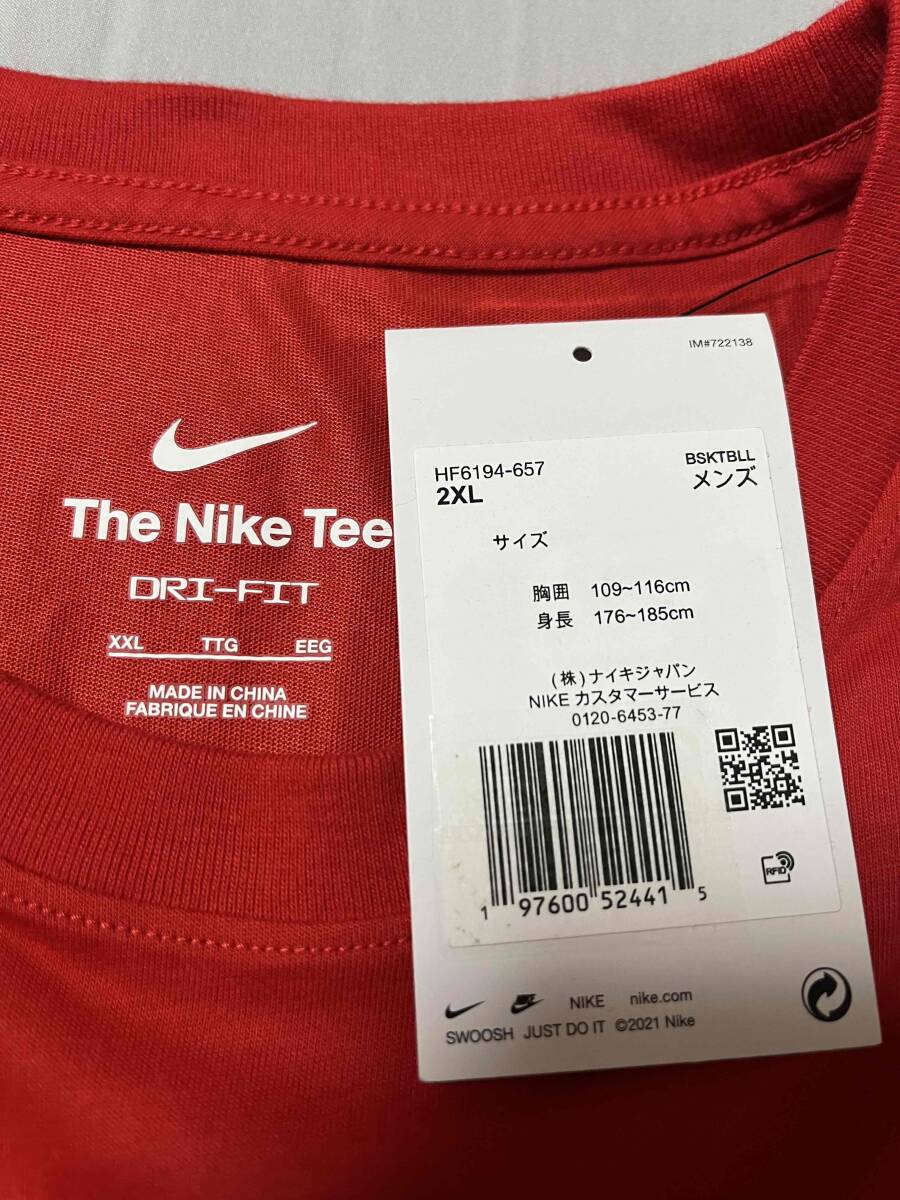 The Nike Tee
DRI-FIT
XXL TTG EEG
MADE IN CHINA
FABRIQUE EN CHINE
IM#722138
HF6194-657 BSKTBLL
2XL メンズ
サイズ
胸囲 109~116cm
身長 176~185cm
(株)ナイキジャパン
NIKE カスタマーサービス
0120-6453-77
1 97600 52441 5
RFID
NIKE nike.com
SWOOSH JUST DO IT ©2021 Nike